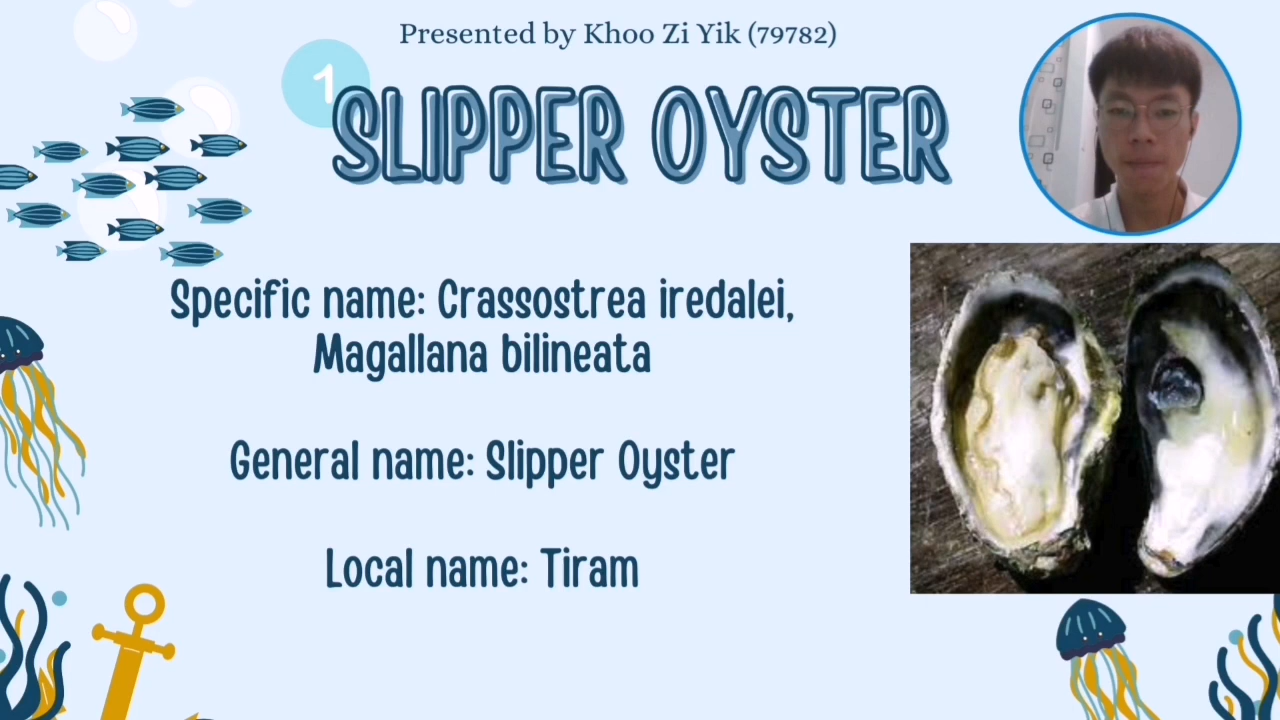 Presented by Khoo Zi Yik (79782)
1
SLIPPER OYSTER
Specific name: Crassostrea iredalei,
Magallana bilineata
General name: Slipper Oyster
Local name: Tiram